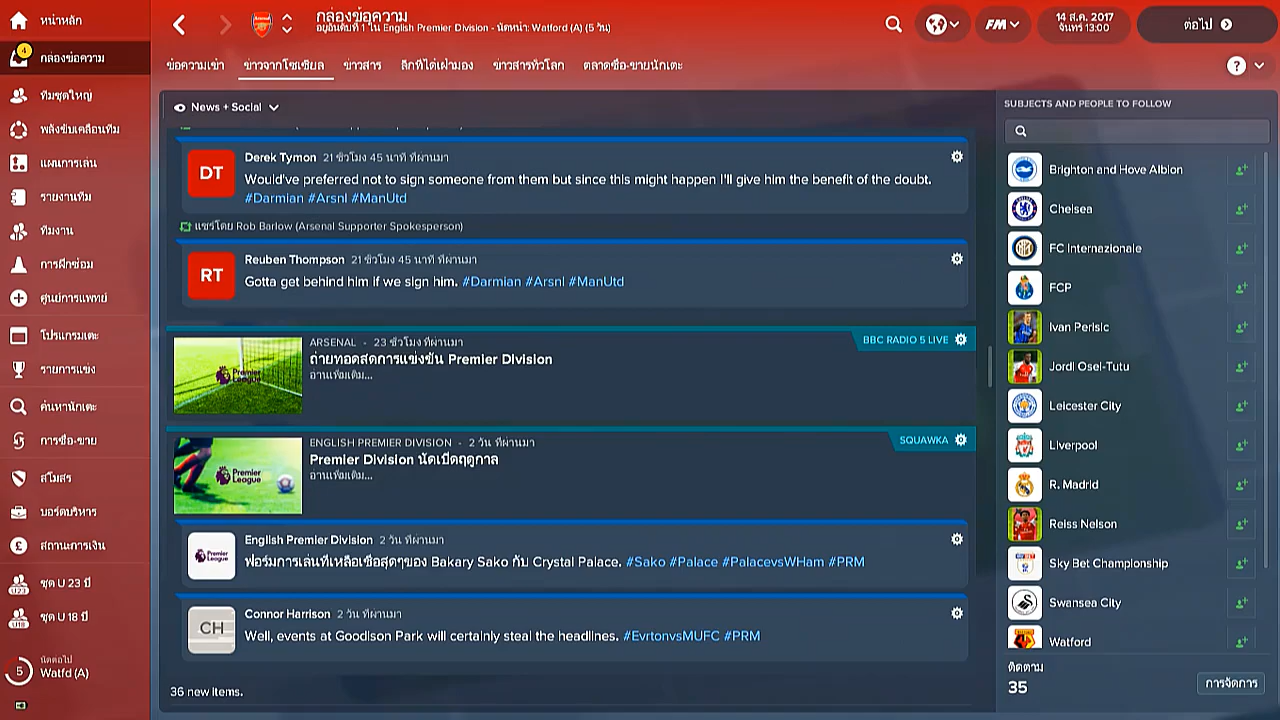 หน้าหลัก
4
กล่องข้อความ
ทีมชุดใหญ่
พลังขับเคลื่อนทีม
แผนการเล่น
รายงานทีม
ทีมงาน
การฝึกซ้อม
ศูนย์การแพทย์
โปรแกรมเตะ
รายการแข่ง
ค้นหานักเตะ
การซื้อ-ขาย
สโมสร
บอร์ดบริหาร
สถานะการเงิน
ชุด U 23 ปี
ชุด U 18 ปี
นัดต่อไป
5
Watfd (A)
กล่องข้อความ
อยู่อันดับที่ 1 ใน English Premier Division - นัดหน้า: Watford (A) (5 วัน)
FM
14 ส.ค. 2017
จันทร์ 13:00
ต่อไป
ข้อความเข้า
ข่าวจากโซเชียล
ข่าวสาร
ลีกที่ได้เฝ้ามอง
ข่าวสารทั่วโลก
ตลาดซื้อ-ขายนักเตะ
?
News + Social
DT
Derek Tymon 21 ชั่วโมง 45 นาที ที่ผ่านมา
Would've preferred not to sign someone from them but since this might happen I'll give him the benefit of the doubt.
#Darmian #Arsnl #ManUtd
แชร์โดย Rob Barlow (Arsenal Supporter Spokesperson)
RT
Reuben Thompson 21 ชั่วโมง 45 นาที ที่ผ่านมา
Gotta get behind him if we sign him. #Darmian #Arsnl #ManUtd
ARSENAL - 23 ชั่วโมง ที่ผ่านมา
BBC RADIO 5 LIVE
ถ่ายทอดสดการแข่งขัน Premier Division
อ่านเพิ่มเติม...
Premier League
ENGLISH PREMIER DIVISION - 2 วัน ที่ผ่านมา
SQUAWKA
Premier Division นัดเปิดฤดูกาล
อ่านเพิ่มเติม...
Premier League
English Premier Division 2 วัน ที่ผ่านมา
Premier League
ฟอร์มการเล่นที่เหลือเชื่อสุดๆของ Bakary Sako กับ Crystal Palace. #Sako #Palace #PalacevsWHam #PRM
CH
Connor Harrison 2 วัน ที่ผ่านมา
Well, events at Goodison Park will certainly steal the headlines. #EvrtonvsMUFC #PRM
36 new items.
SUBJECTS AND PEOPLE TO FOLLOW
Brighton and Hove Albion
Chelsea
FC Internazionale
FCP
Ivan Perisic
Jordi Osei-Tutu
Leicester City
Liverpool
R. Madrid
Reiss Nelson
Sky Bet Championship
Swansea City
Watford
ติดตาม
35
การจัดการ